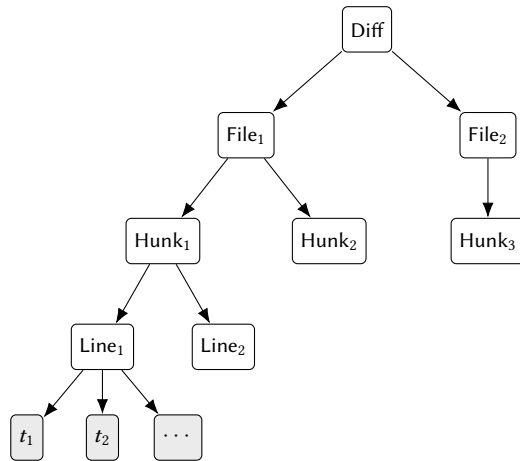 Diff
File₁ File₂
Hunk₁ Hunk₂ Hunk₃
Line₁ Line₂
t₁ t₂ ···